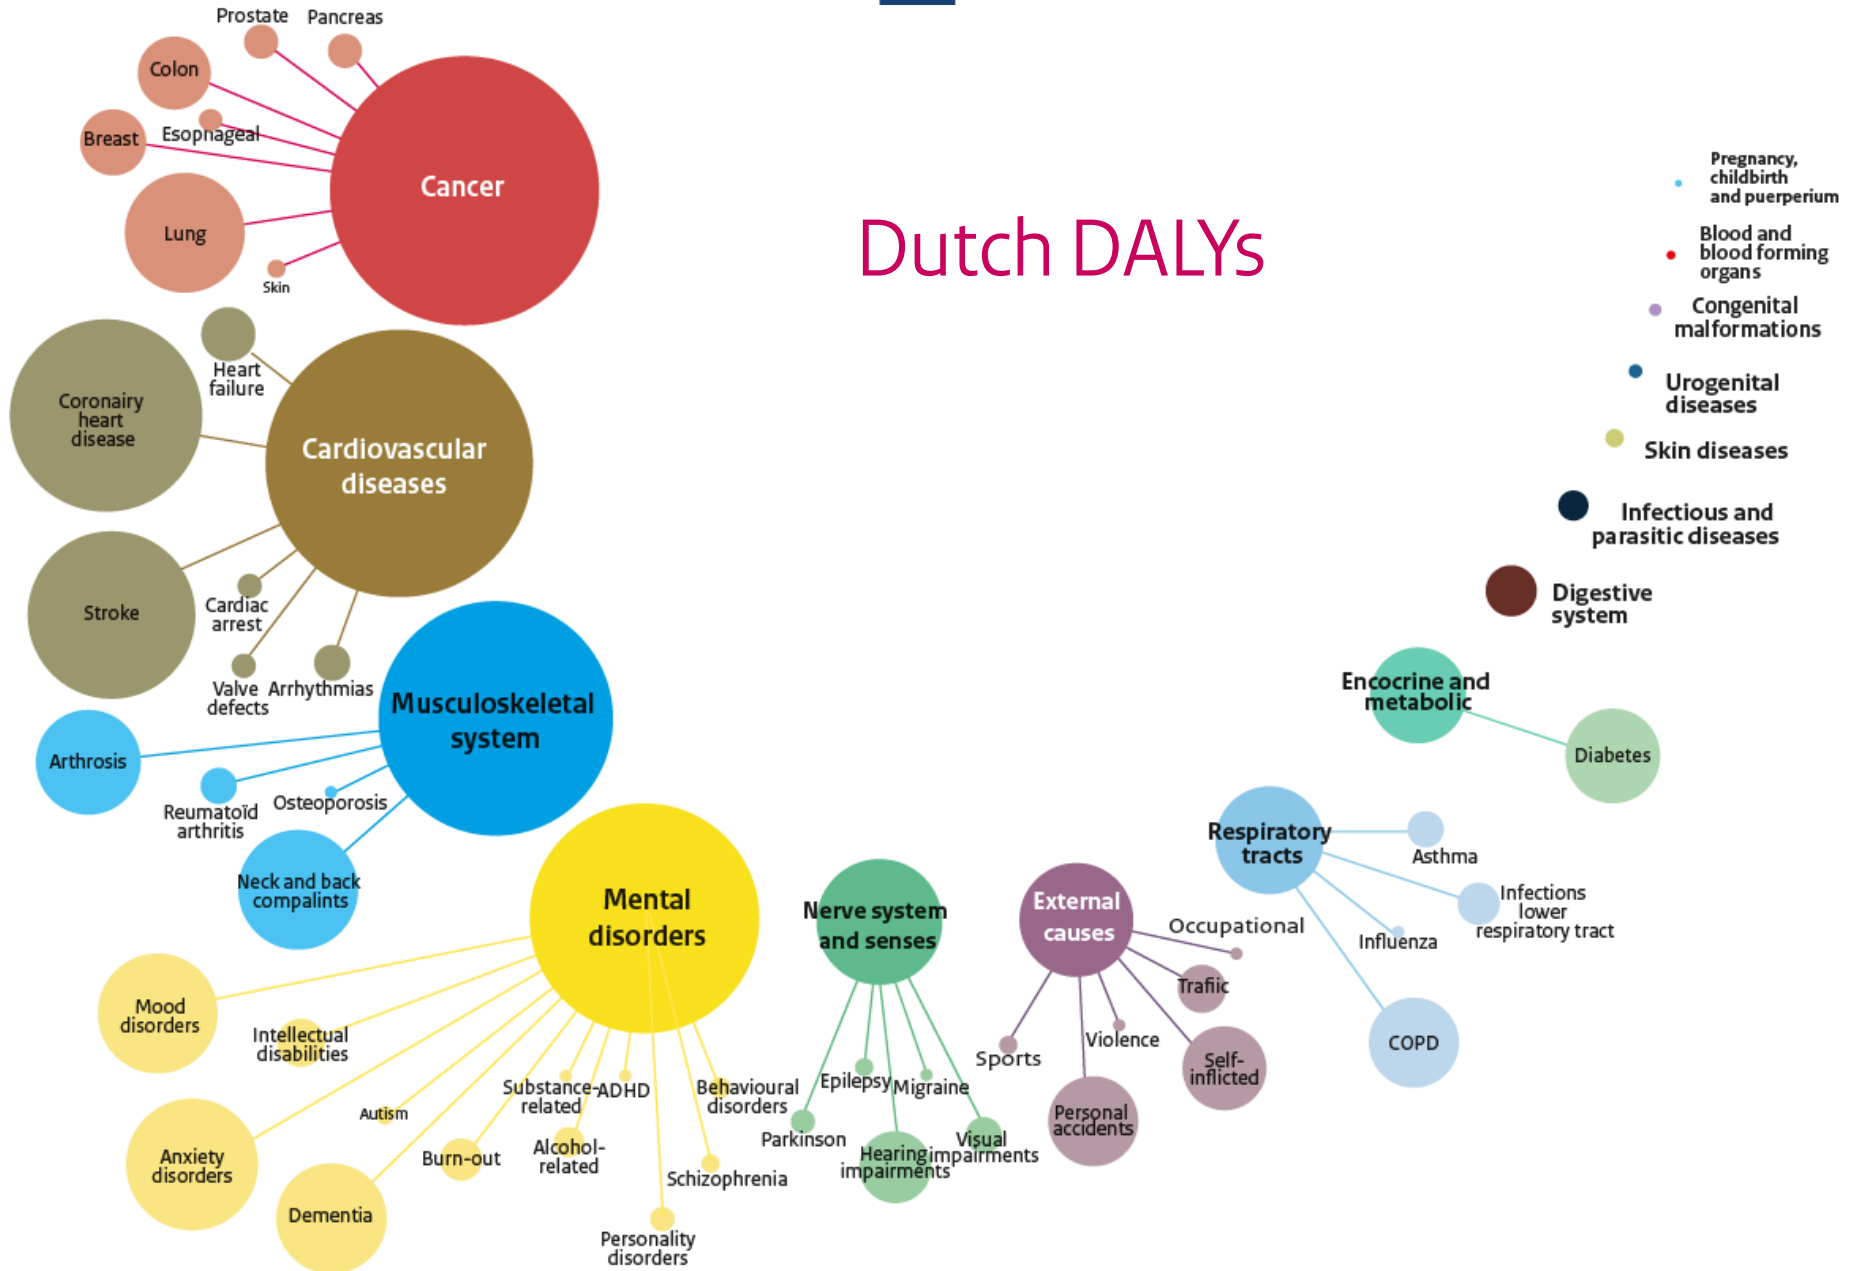 Prostate
Pancreas
Colon
Esophageal
Breast
Cancer
Lung
Skin
Dutch DALYs
Pregnancy,
childbirth
and puerperium
Blood and
blood forming
organs
Congenital
malformations
Urogenital
diseases
Skin diseases
Infectious and
parasitic diseases
Digestive
system
Heart
failure
Coronairy
heart
disease
Cardiovascular
diseases
Stroke
Cardiac
arrest
Valve
defects
Arrhythmias
Musculoskeletal
system
Arthrosis
Reumatoïd
arthritis
Osteoporosis
Neck and back
compalints
Encocrine and
metabolic
Diabetes
Mental
disorders
Mood
disorders
Intellectual
disabilities
Anxiety
disorders
Autism
Dementia
Burn-out
Substance-
related
Alcohol-
related
ADHD
Personality
disorders
Schizophrenia
Behavioural
disorders
Nerve system
and senses
Parkinson
Epilepsy
Hearing
impairments
Migraine
Visual
impairments
External
causes
Occupational
Trafiic
Violence
Sports
Self-
inflicted
Personal
accidents
Respiratory
tracts
Asthma
Infections
lower
respiratory tract
Influenza
COPD